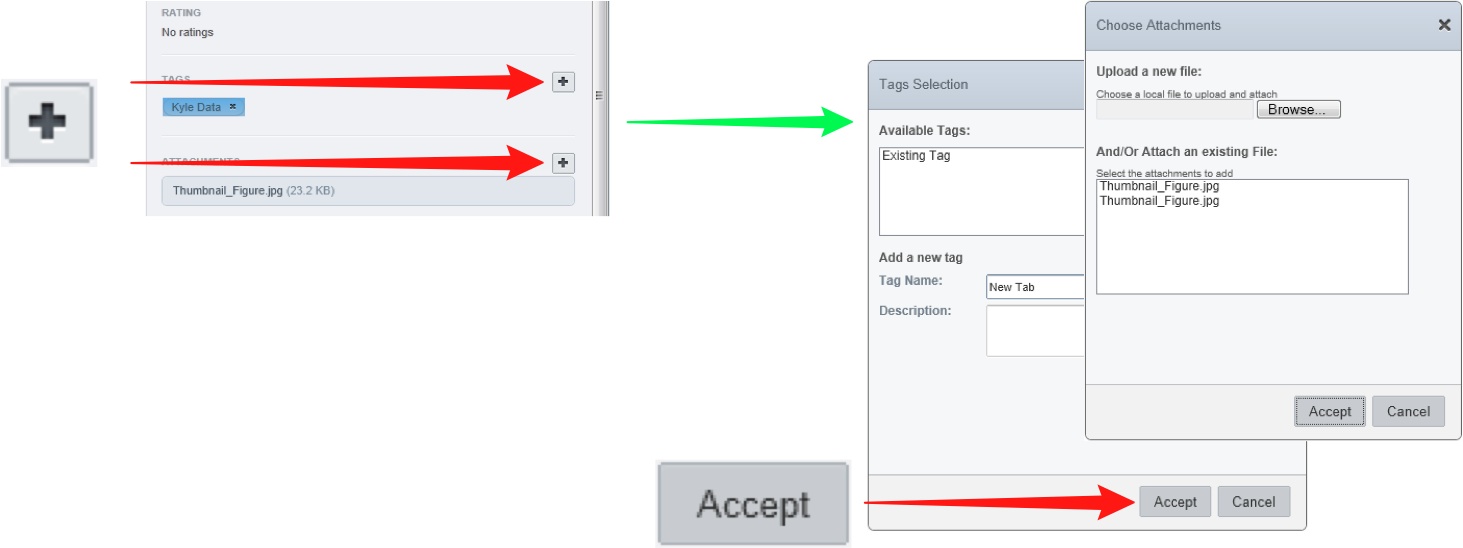 RATING
No ratings
TAGS
Kyle Data
ATTACHMENTS
Thumbnail_Figure.jpg (23.2 KB)
Tags Selection
Available Tags:
Existing Tag
Add a new tag
Tag Name:
New Tab
Description:
Accept
Cancel
Choose Attachments
Upload a new file:
Choose a local file to upload and attach
Browse...
And/Or Attach an existing File:
Select the attachments to add
Thumbnail_Figure.jpg
Thumbnail_Figure.jpg
Accept
Cancel
Accept